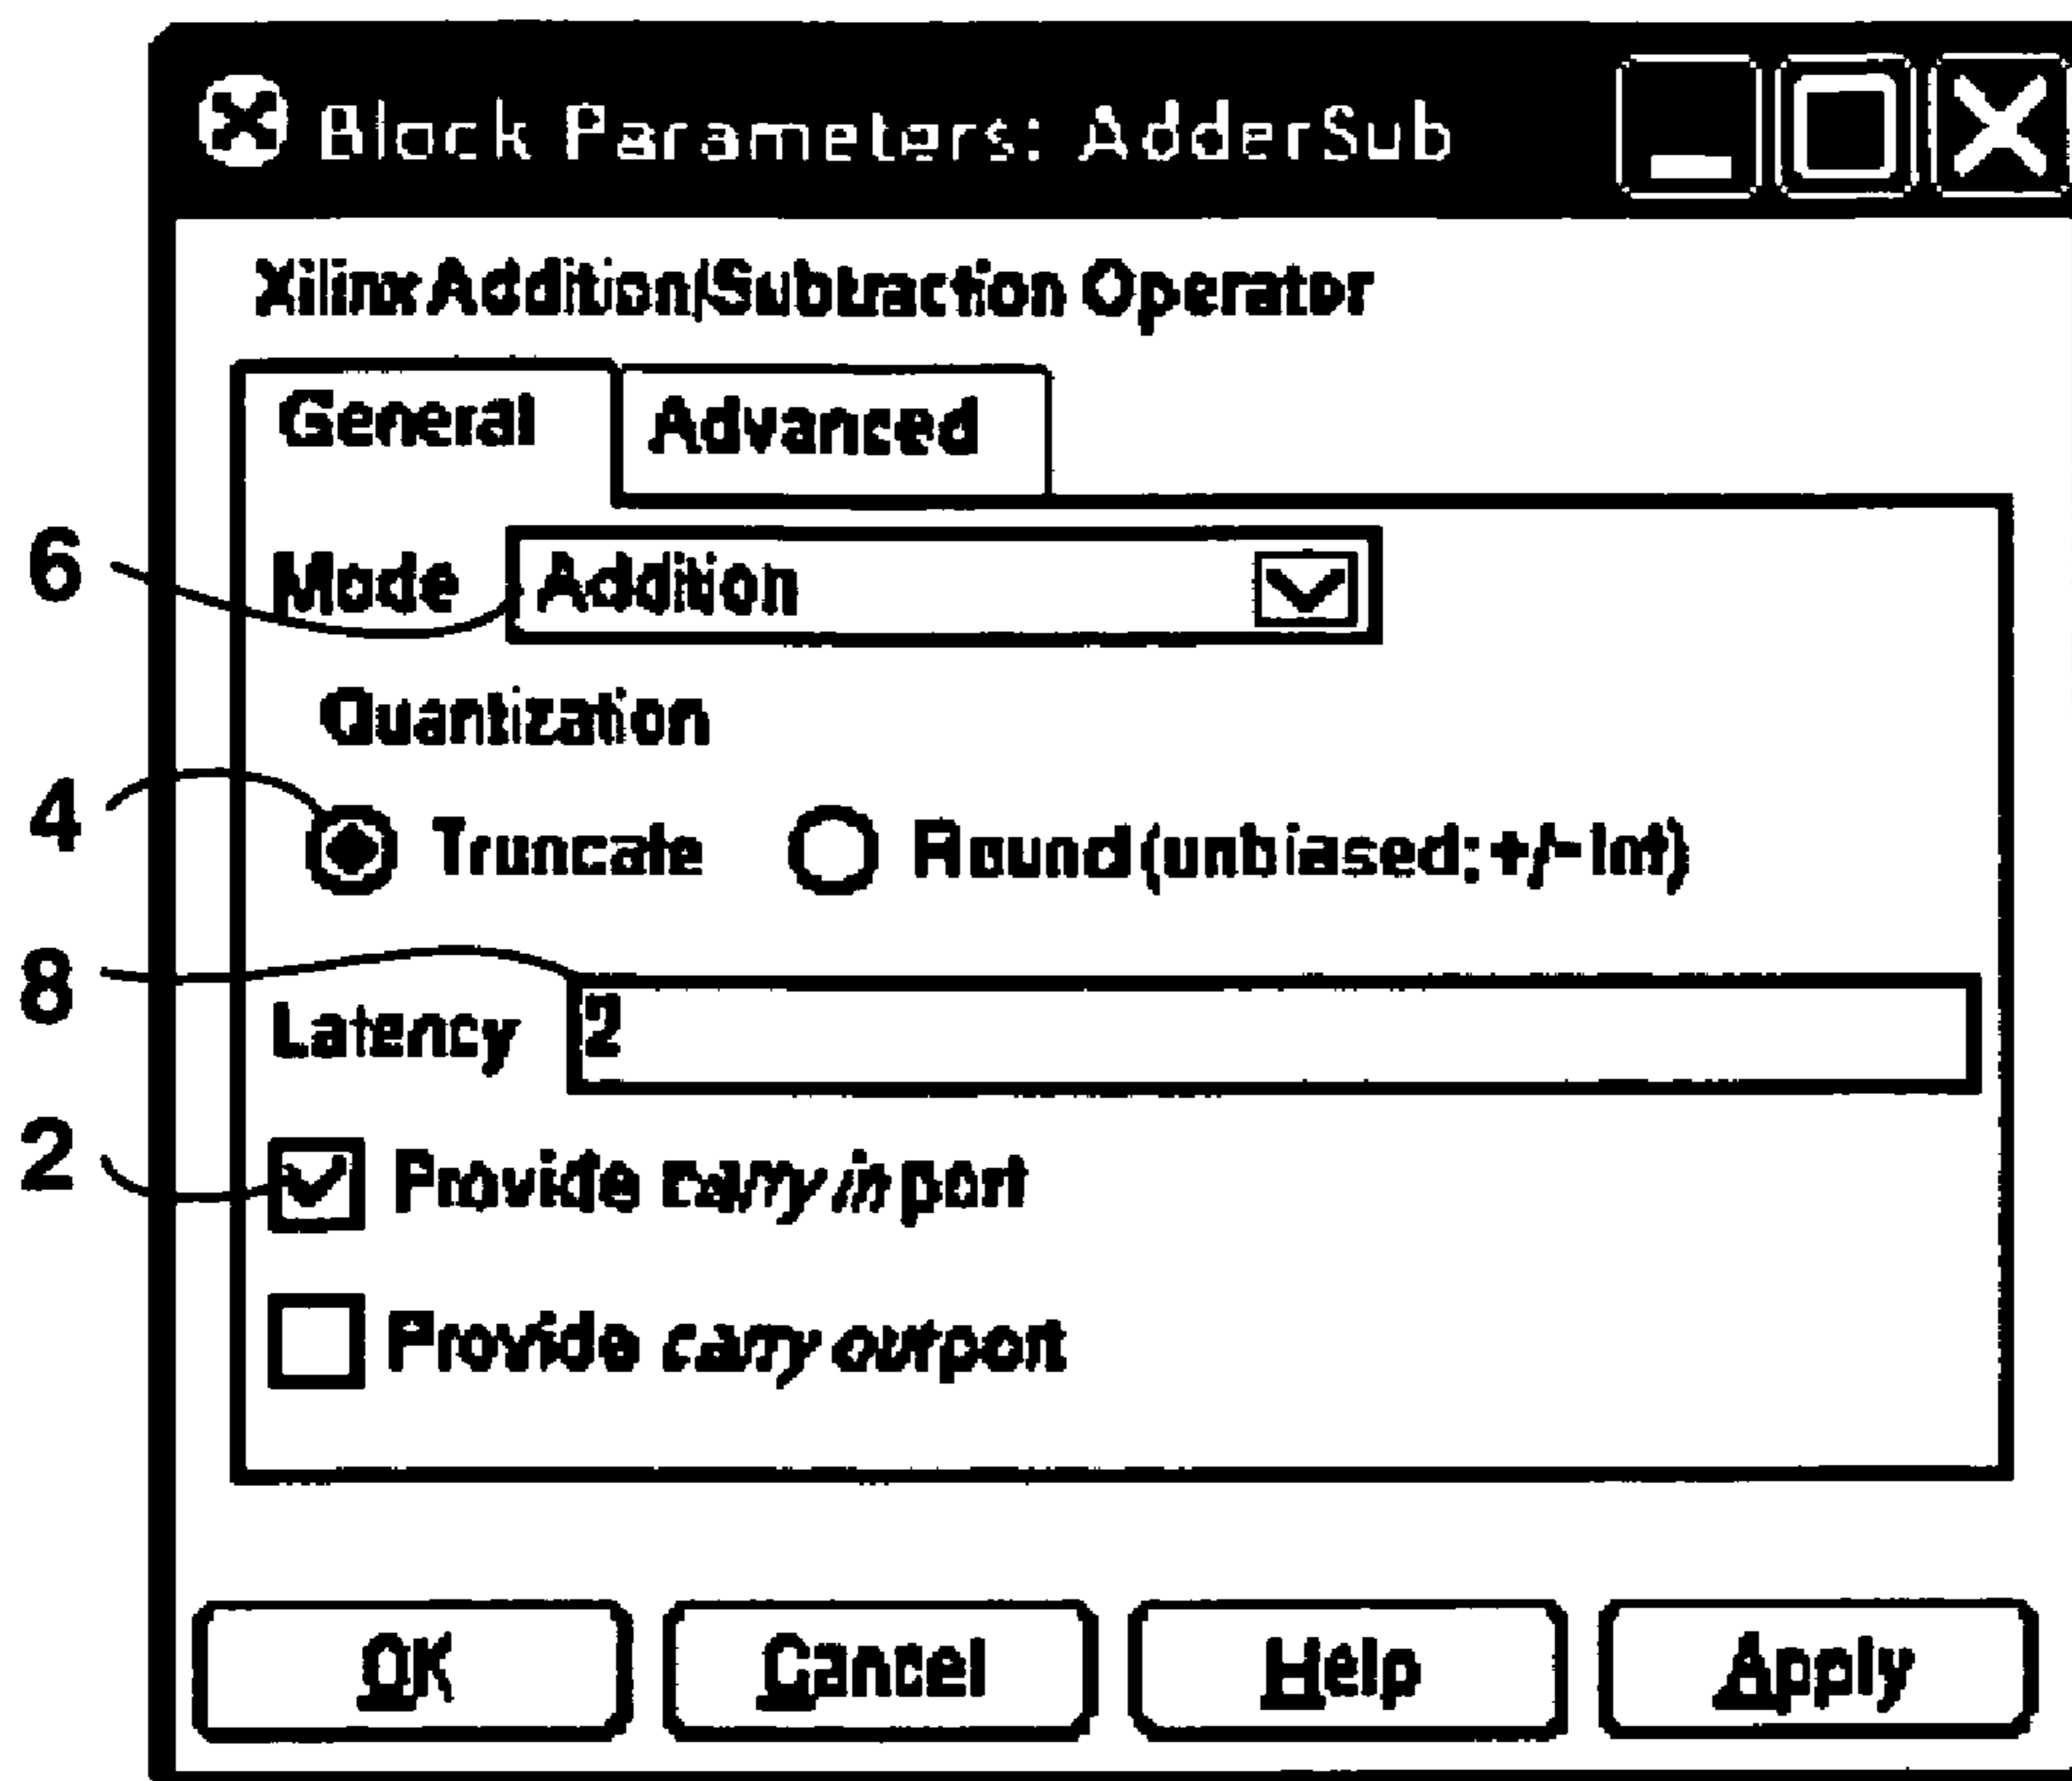 Block Parameters: AdderSub
Xilinx Addition/Subtraction Operator
General Advanced
6 Mode Addition
Quantization
4 Truncate Round (unbiased: +/- Inf)
8 Latency 2
2 Provide carry in port
Provide carry out port
OK Cancel Help Apply